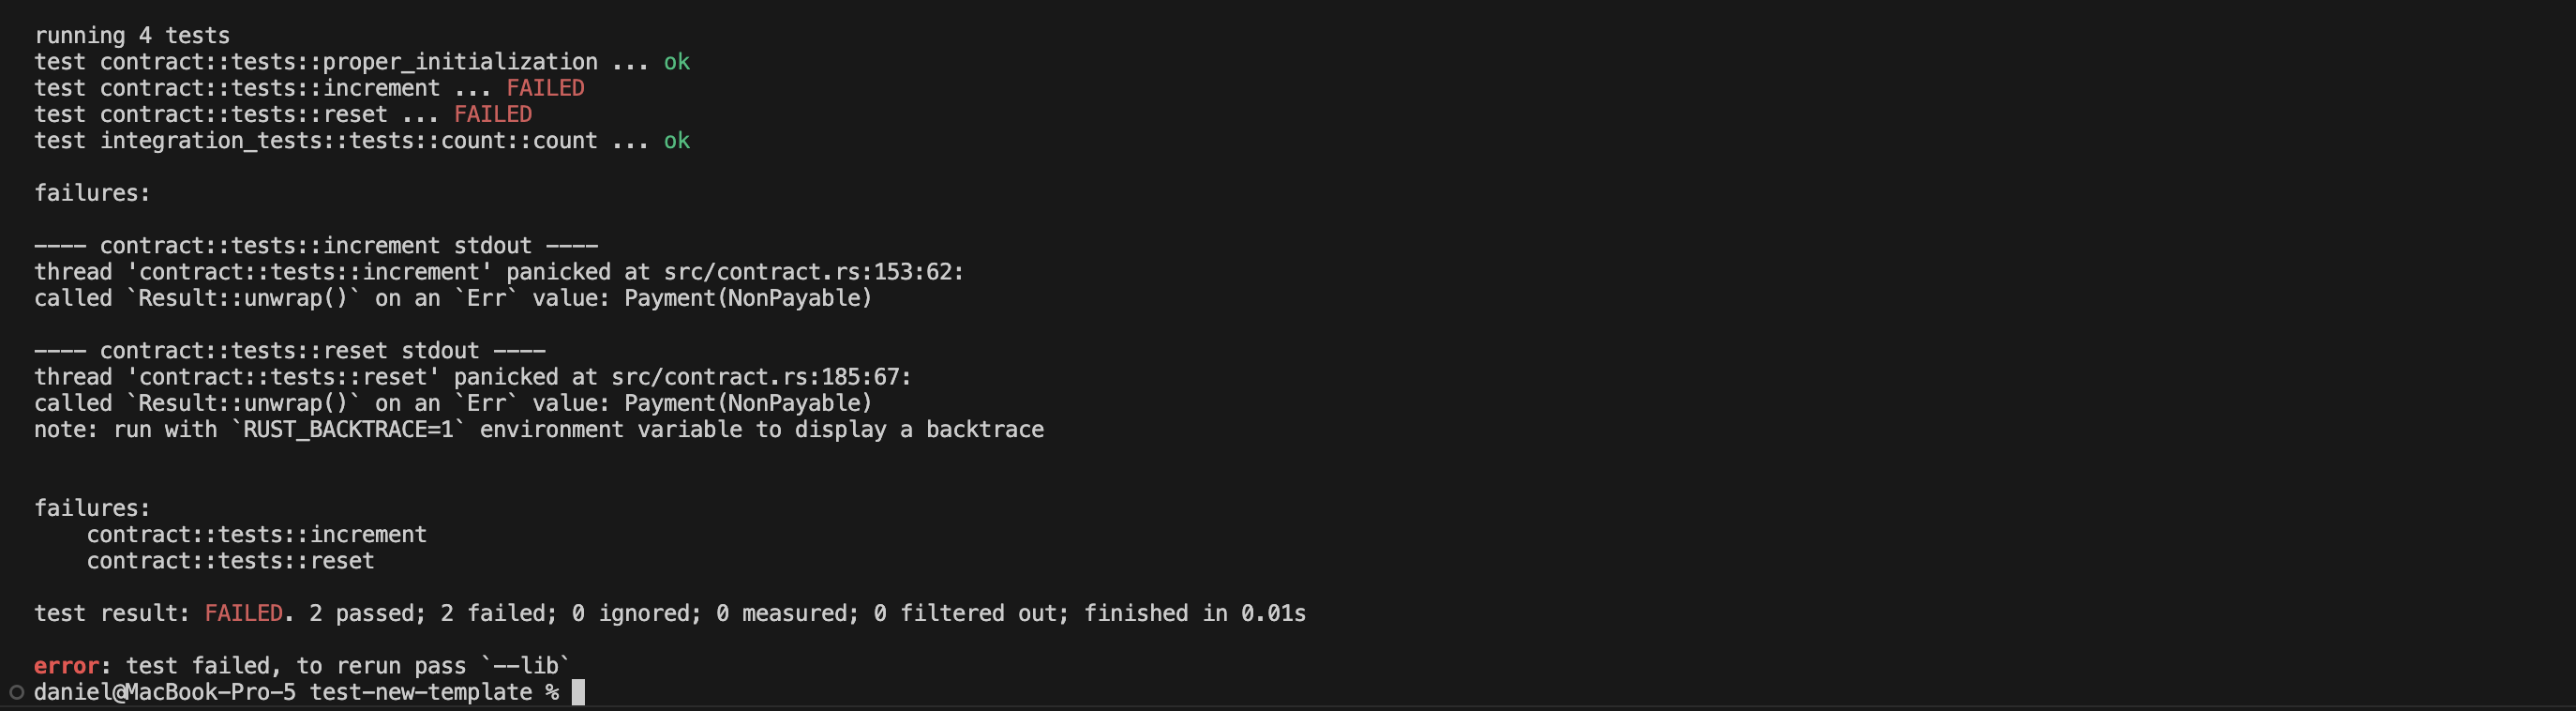 running 4 tests
test contract::tests::proper_initialization ... ok
test contract::tests::increment ... FAILED
test contract::tests::reset ... FAILED
test integration_tests::tests::count::count ... ok
failures:
---- contract::tests::increment stdout ----
thread 'contract::tests::increment' panicked at src/contract.rs:153:62:
called `Result::unwrap()` on an `Err` value: Payment(NonPayable)
---- contract::tests::reset stdout ----
thread 'contract::tests::reset' panicked at src/contract.rs:185:67:
called `Result::unwrap()` on an `Err` value: Payment(NonPayable)
note: run with `RUST_BACKTRACE=1` environment variable to display a backtrace
failures:
    contract::tests::increment
    contract::tests::reset
test result: FAILED. 2 passed; 2 failed; 0 ignored; 0 measured; 0 filtered out; finished in 0.01s
error: test failed, to rerun pass `--lib`
daniel@MacBook-Pro-5 test-new-template %